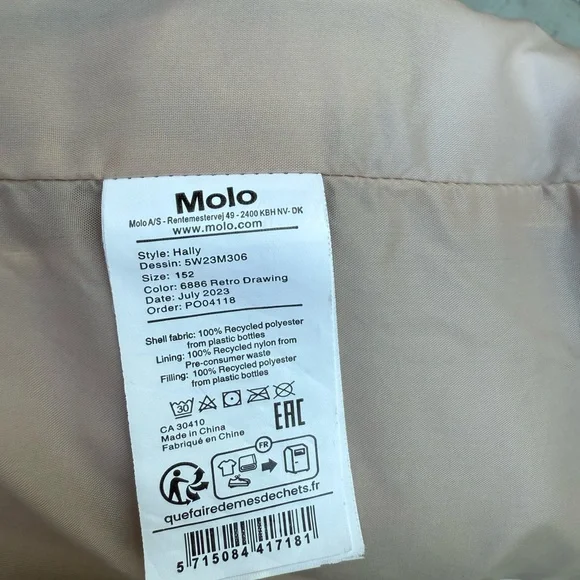 Molo
Molo A/S - Rentemestervej 49 - 2400 KBH NV- DK
www.molo.com
Style: Hally
Dessin: 5W23M306
Size: 152
Color: 6886 Retro Drawing
Date: July 2023
Order: PO04118
Shell fabric: 100% Recycled polyester
from plastic bottles
Lining: 100% Recycled nylon from
Pre-consumer waste
Filling: 100% Recycled polyester
from plastic bottles
30
CA 30410
Made in China
Fabriqué en Chine
EAC
FR
quefairedemesdechets.fr
5 715084 417181